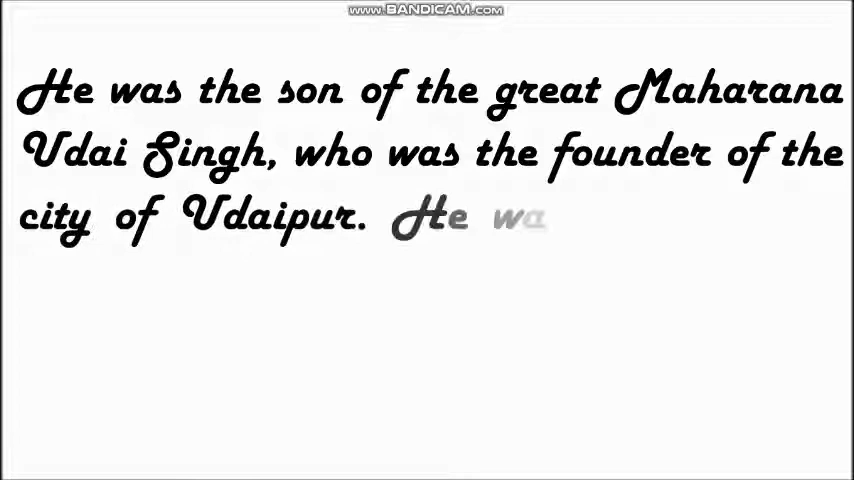 www.BANDICAM.com
He was the son of the great Maharana
Udai Singh, who was the founder of the
city of Udaipur. He wa